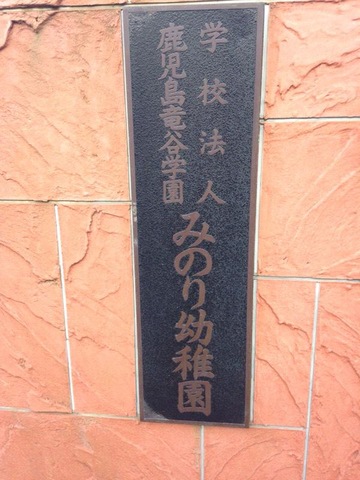 学校法人
鹿児島竜谷学園
みのり幼稚園